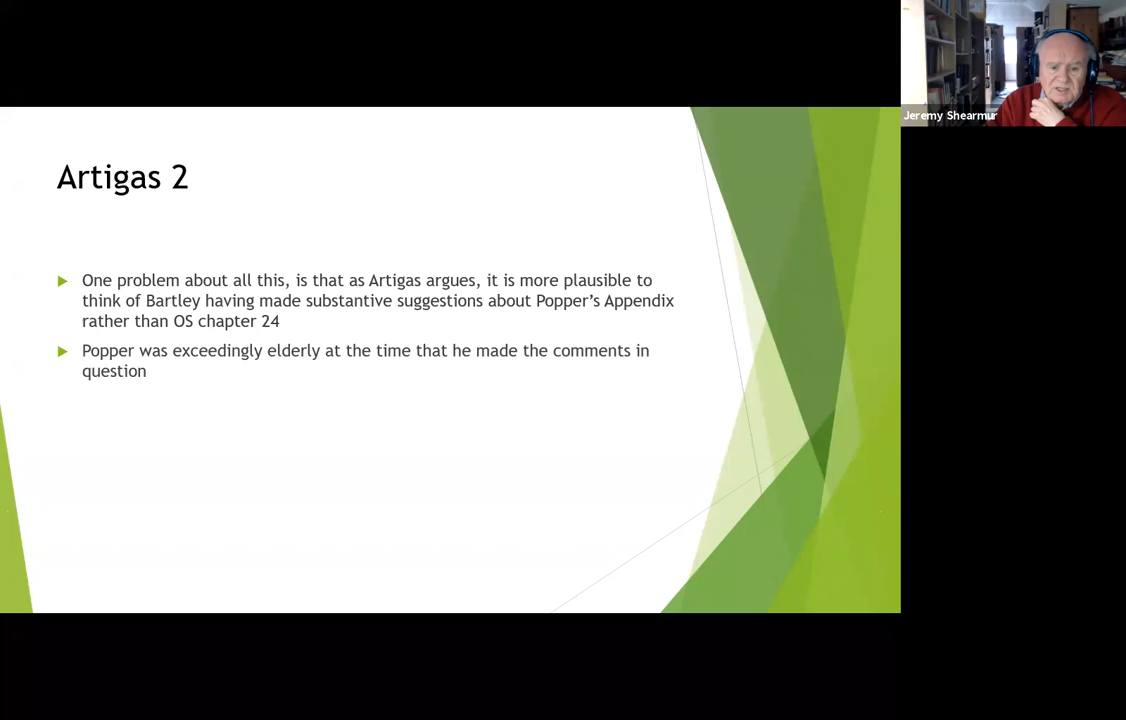 Jeremy Shearmur
Artigas 2
One problem about all this, is that as Artigas argues, it is more plausible to
think of Bartley having made substantive suggestions about Popper’s Appendix
rather than OS chapter 24
Popper was exceedingly elderly at the time that he made the comments in
question